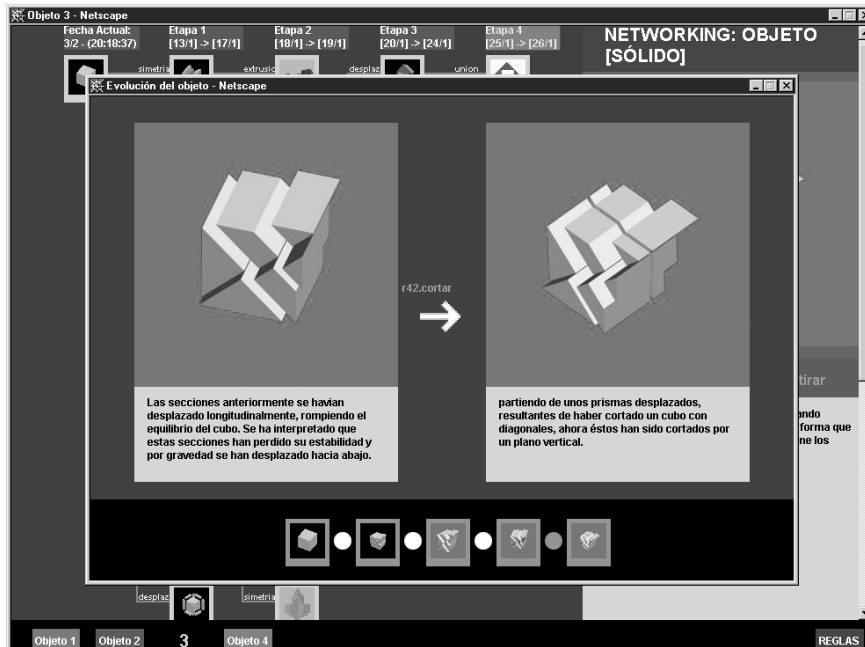 Objeto 3 - Netscape
Fecha Actual:
3/2 - (20:18:37)
Etapa 1
[13/1] -> [17/1]
Etapa 2
[18/1] -> [19/1]
Etapa 3
[20/1] -> [24/1]
Etapa 4
[25/1] -> [26/1]
NETWORKING: OBJETO
[SÓLIDO]
simetria
extrusic
desplaz
union
Evolución del objeto - Netscape
r42.cortar
Las secciones anteriormente se havian
desplazado longitudinalmente, rompiendo el
equilibrio del cubo. Se ha interpretado que
estas secciones han perdido su estabilidad y
por gravedad se han desplazado hacia abajo.
partiendo de unos prismas desplazados,
resultantes de haber cortado un cubo con
diagonales, ahora éstos han sido cortados por
un plano vertical.
tirar
ando
forma que
ne los
desplaz
simetria
Objeto 1
Objeto 2
3
Objeto 4
REGLAS